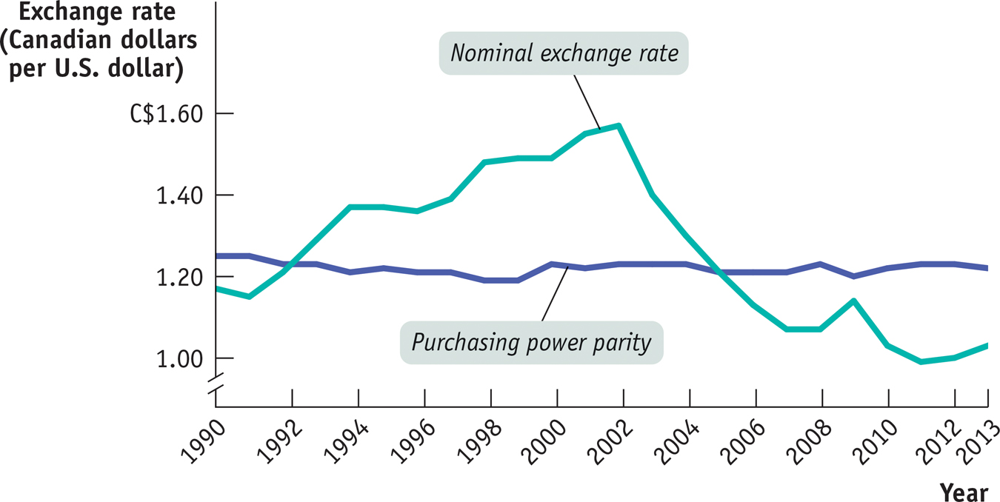 Exchange rate
(Canadian dollars
per U.S. dollar)
Nominal exchange rate
C$1.60
1.40
1.20
1.00
Purchasing power parity
1990
1992
1994
1996
1998
2000
2002
2004
2006
2008
2010
2012
2013
Year